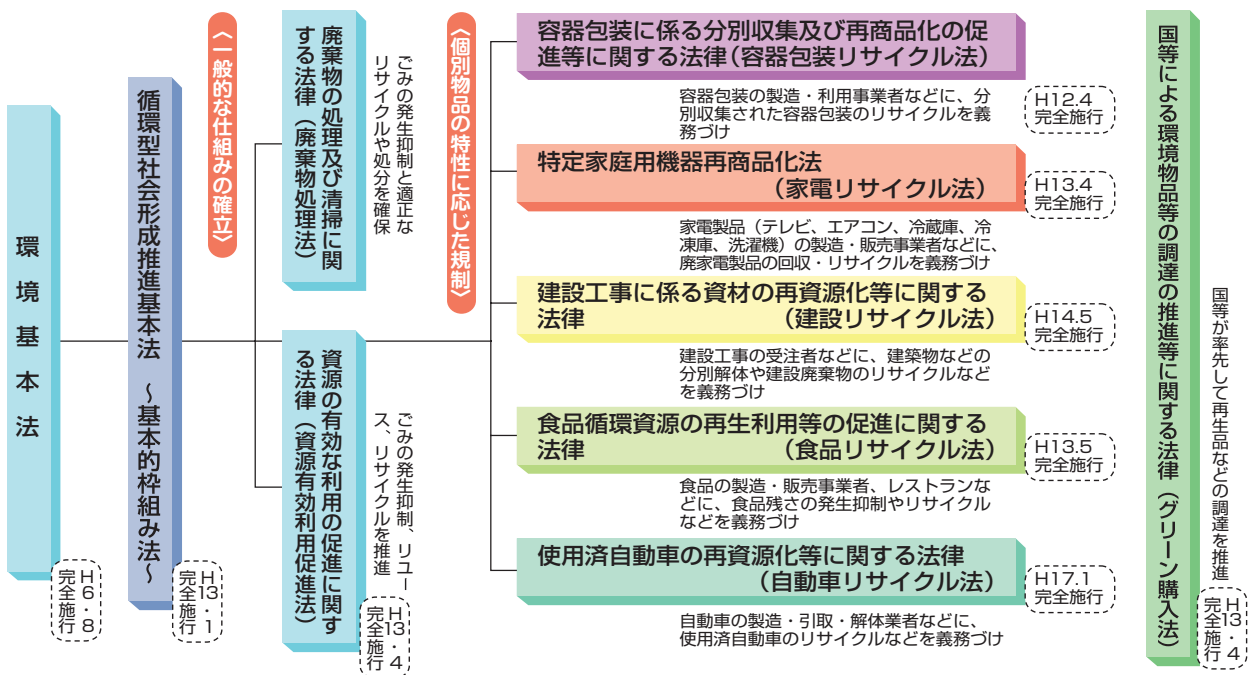 環境基本法
H6・8
完全施行
循環型社会形成推進基本法 ~基本的枠組み法~
H13・1
完全施行
〈一般的な仕組みの確立〉
廃棄物の処理及び清掃に関
する法律（廃棄物処理法）
ごみの発生抑制と適正な
リサイクルや処分を確保
資源の有効な利用の促進に関す
る法律（資源有効利用促進法）
ごみの発生抑制、リユー
ス、リサイクルを推進
H13・4
完全施行
〈個別物品の特性に応じた規制〉
容器包装に係る分別収集及び再商品化の促
進等に関する法律（容器包装リサイクル法）
容器包装の製造・利用事業者などに、分
別収集された容器包装のリサイクルを義
務づけ
H12.4
完全施行
特定家庭用機器再商品化法
（家電リサイクル法）
家電製品（テレビ、エアコン、冷蔵庫、冷
凍庫、洗濯機）の製造・販売事業者などに、
廃家電製品の回収・リサイクルを義務づけ
H13.4
完全施行
建設工事に係る資材の再資源化等に関する
法律 （建設リサイクル法）
建設工事の受注者などに、建築物などの
分別解体や建設廃棄物のリサイクルなど
を義務づけ
H14.5
完全施行
食品循環資源の再生利用等の促進に関する
法律 （食品リサイクル法）
食品の製造・販売事業者、レストランな
どに、食品残さの発生抑制やリサイクル
などを義務づけ
H13.5
完全施行
使用済自動車の再資源化等に関する法律
（自動車リサイクル法）
自動車の製造・引取・解体業者などに、
使用済自動車のリサイクルなどを義務づけ
H17.1
完全施行
国等による環境物品等の調達の推進等に関する法律（グリーン購入法）
国等が率先して再生品などの調達を推進
H13・4
完全施行